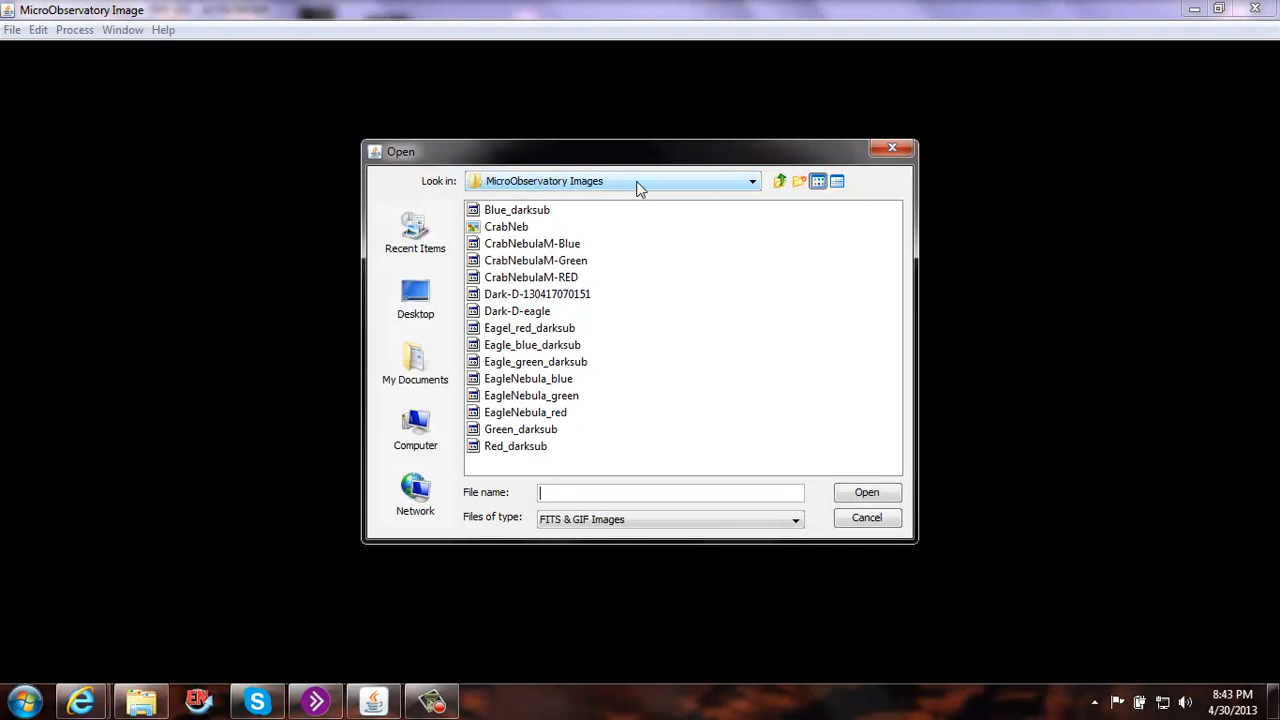 MicroObservatory Image
File Edit Process Window Help
Open
Look in: MicroObservatory Images
Recent Items
Desktop
My Documents
Computer
Network
Blue_darksub
CrabNeb
CrabNebulaM-Blue
CrabNebulaM-Green
CrabNebulaM-RED
Dark-D-130417070151
Dark-D-eagle
Eagel_red_darksub
Eagle_blue_darksub
Eagle_green_darksub
EagleNebula_blue
EagleNebula_green
EagleNebula_red
Green_darksub
Red_darksub
File name: Open
Files of type: FITS & GIF Images Cancel
EN
8:43 PM
4/30/2013